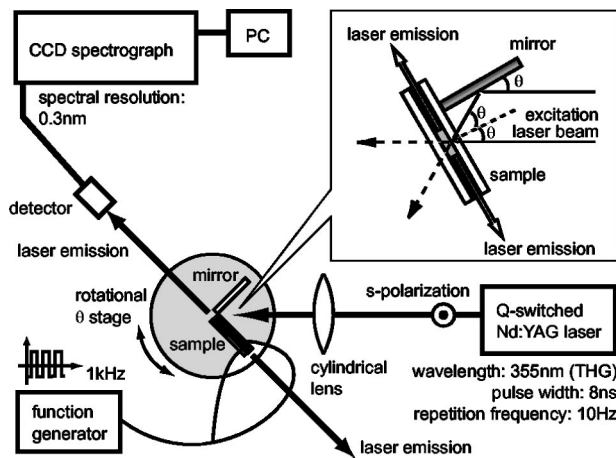 CCD spectrograph
PC
spectral resolution:
0.3nm
detector
laser emission
rotational
θ stage
mirror
sample
1kHz
function
generator
laser emission
cylindrical
lens
s-polarization
Q-switched
Nd:YAG laser
wavelength: 355nm (THG)
pulse width: 8ns
repetition frequency: 10Hz
laser emission
mirror
θ
θ
θ
excitation
laser beam
sample
laser emission